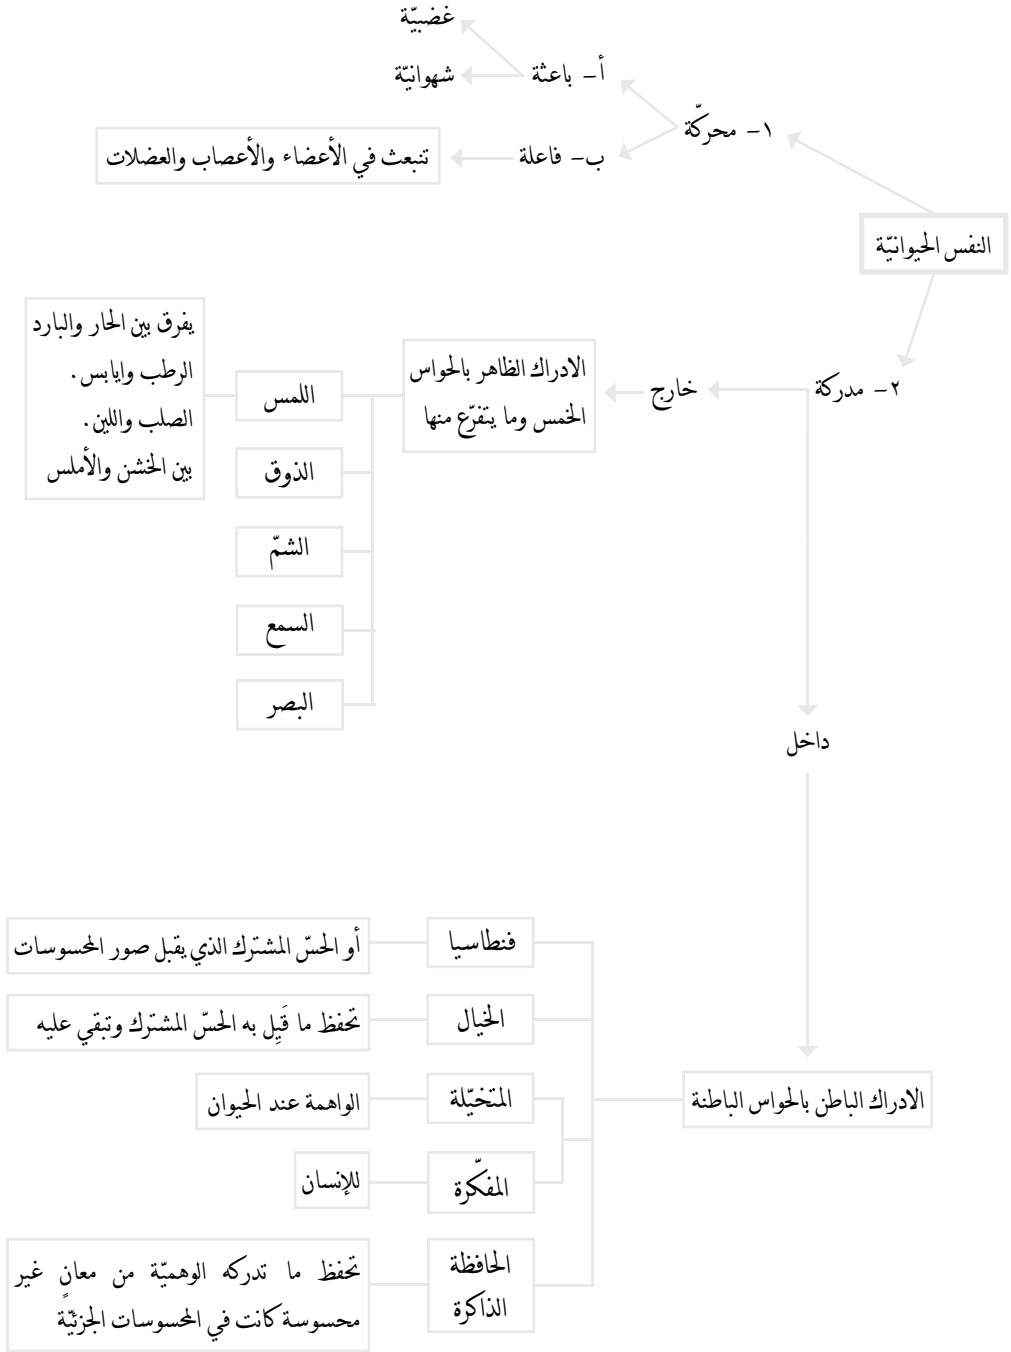 غضبيّة
أ- باعثة
شهوانيّة
١- محركّة
ب- فاعلة
تنبعث في الأعضاء والأعصاب والعضلات
النفس الحيوانيّة
٢- مدركة
خارج
الادراك الظاهر بالحواس
الخمس وما يتفرّع منها
اللمس
يفرق بين الحار والبارد
الرطب وايابس.
الصلب واللين.
بين الخشن والأملس
الذوق
الشمّ
السمع
البصر
داخل
الادراك الباطن بالحواس الباطنة
فنطاسيا
أو الحسّ المشترك الذي يقبل صور المحسوسات
الخيال
تحفظ ما قَبِل به الحسّ المشترك وتبقي عليه
المتخيّلة
الواهمة عند الحيوان
المفكّرة
للإنسان
الحافظة
الذاكرة
تحفظ ما تدركه الوهميّة من معانٍ غير
محسوسة كانت في المحسوسات الجزئيّة